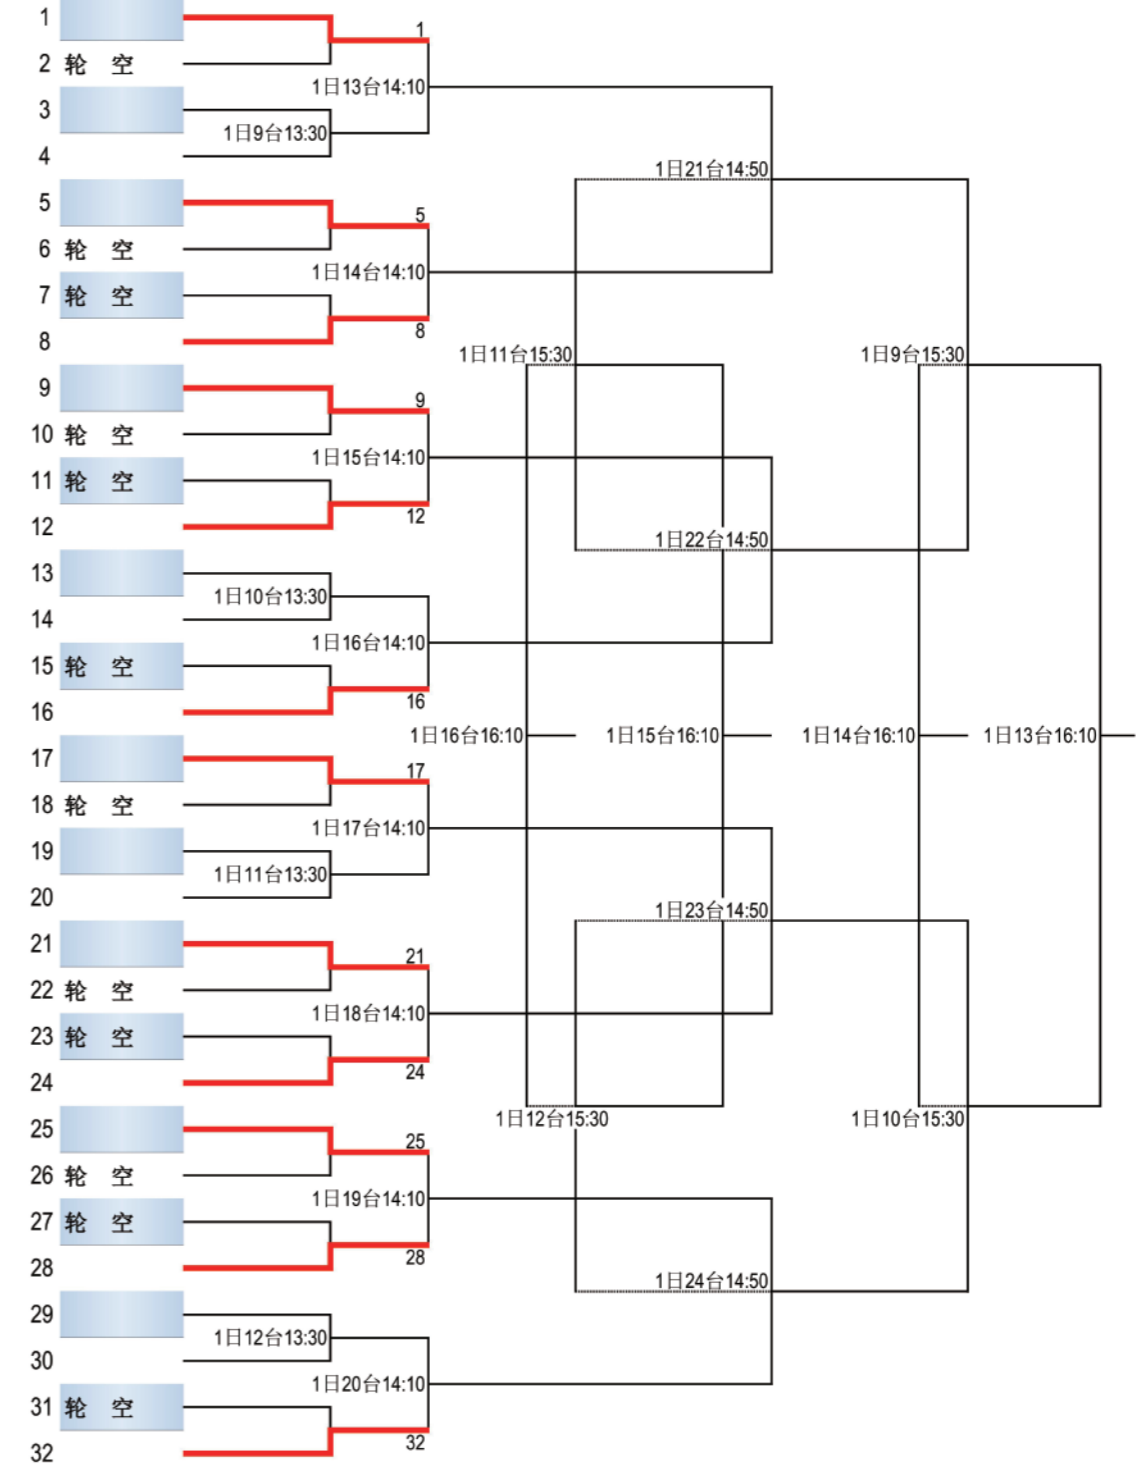 1
1
2 轮 空
1日13台14:10
3
1日9台13:30
4
1日21台14:50
5
5
6 轮 空
1日14台14:10
7 轮 空
8
8
1日11台15:30
1日9台15:30
9
9
10 轮 空
1日15台14:10
11 轮 空
12
12
1日22台14:50
13
1日10台13:30
14
1日16台14:10
15 轮 空
16
16
1日16台16:10
1日15台16:10
1日14台16:10
1日13台16:10
17
17
18 轮 空
1日17台14:10
19
1日11台13:30
20
1日23台14:50
21
21
22 轮 空
1日18台14:10
23 轮 空
24
24
1日12台15:30
1日10台15:30
25
25
26 轮 空
1日19台14:10
27 轮 空
28
28
1日24台14:50
29
1日12台13:30
30
1日20台14:10
31 轮 空
32
32